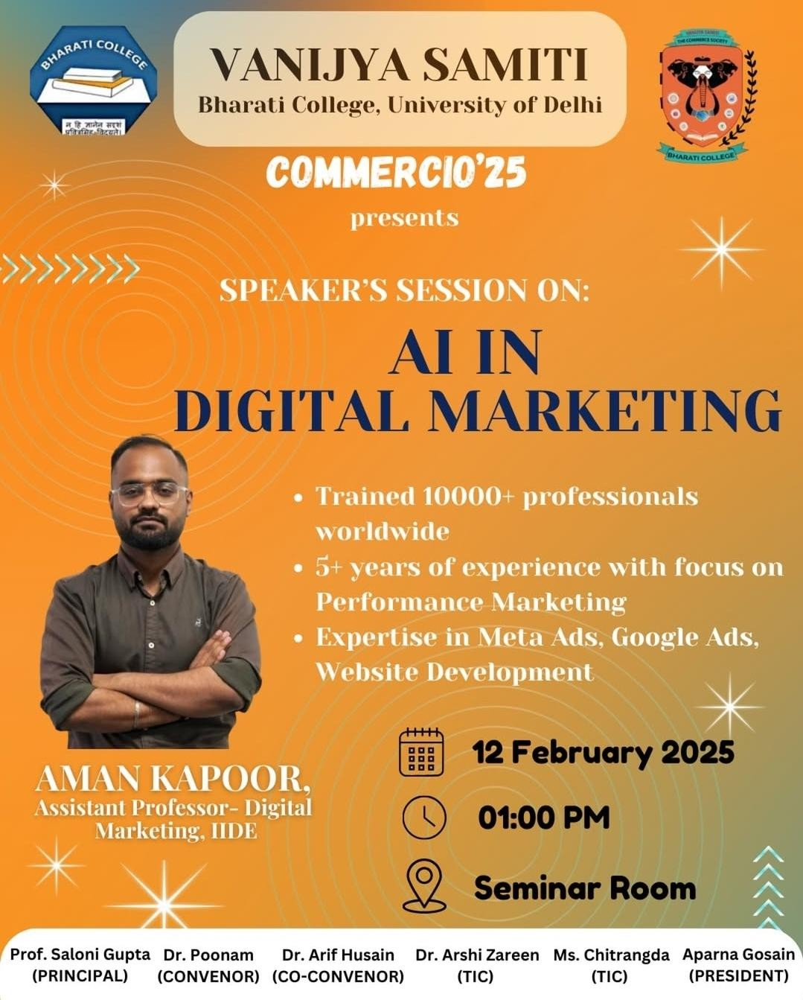 BHARATI COLLEGE
न हि ज्ञानेन सदृशं
पवित्रमिह विद्यते।
VANIJYA SAMITI
Bharati College, University of Delhi
VANIJYA SAMITI
THE COMMERCE SOCIETY
BHARATI COLLEGE
COMMERCIO'25
presents
SPEAKER'S SESSION ON:
AI IN
DIGITAL MARKETING
• Trained 10000+ professionals
worldwide
• 5+ years of experience with focus on
Performance Marketing
• Expertise in Meta Ads, Google Ads,
Website Development
12 February 2025
01:00 PM
Seminar Room
AMAN KAPOOR,
Assistant Professor- Digital
Marketing, IIDE
Prof. Saloni Gupta
(PRINCIPAL)
Dr. Poonam
(CONVENOR)
Dr. Arif Husain
(CO-CONVENOR)
Dr. Arshi Zareen
(TIC)
Ms. Chitrangda
(TIC)
Aparna Gosain
(PRESIDENT)